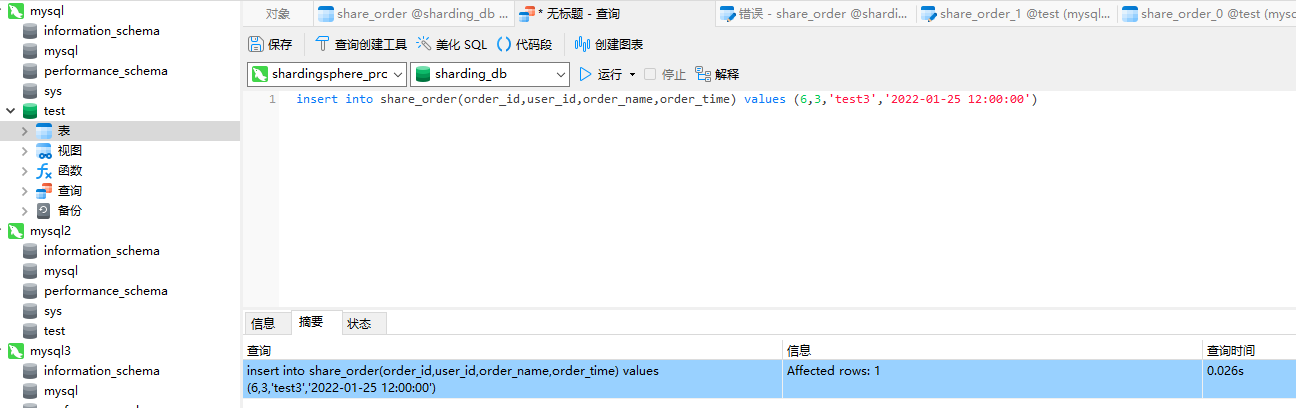 mysql
information_schema
mysql
performance_schema
sys
test
表
视图
函数
查询
备份
mysql2
information_schema
mysql
performance_schema
sys
test
mysql3
information_schema
mysql
对象
share_order @sharding_db ...
* 无标题 - 查询
错误 - share_order @shardi...
share_order_1 @test (mysql...
share_order_0 @test (mysc
保存
查询创建工具
美化 SQL
代码段
创建图表
shardingsphere_prc
sharding_db
运行
停止
解释
1 insert into share_order(order_id,user_id,order_name,order_time) values (6,3,'test3','2022-01-25 12:00:00')
信息
摘要
状态
查询
信息
查询时间
insert into share_order(order_id,user_id,order_name,order_time) values
(6,3,'test3','2022-01-25 12:00:00')
Affected rows: 1
0.026s